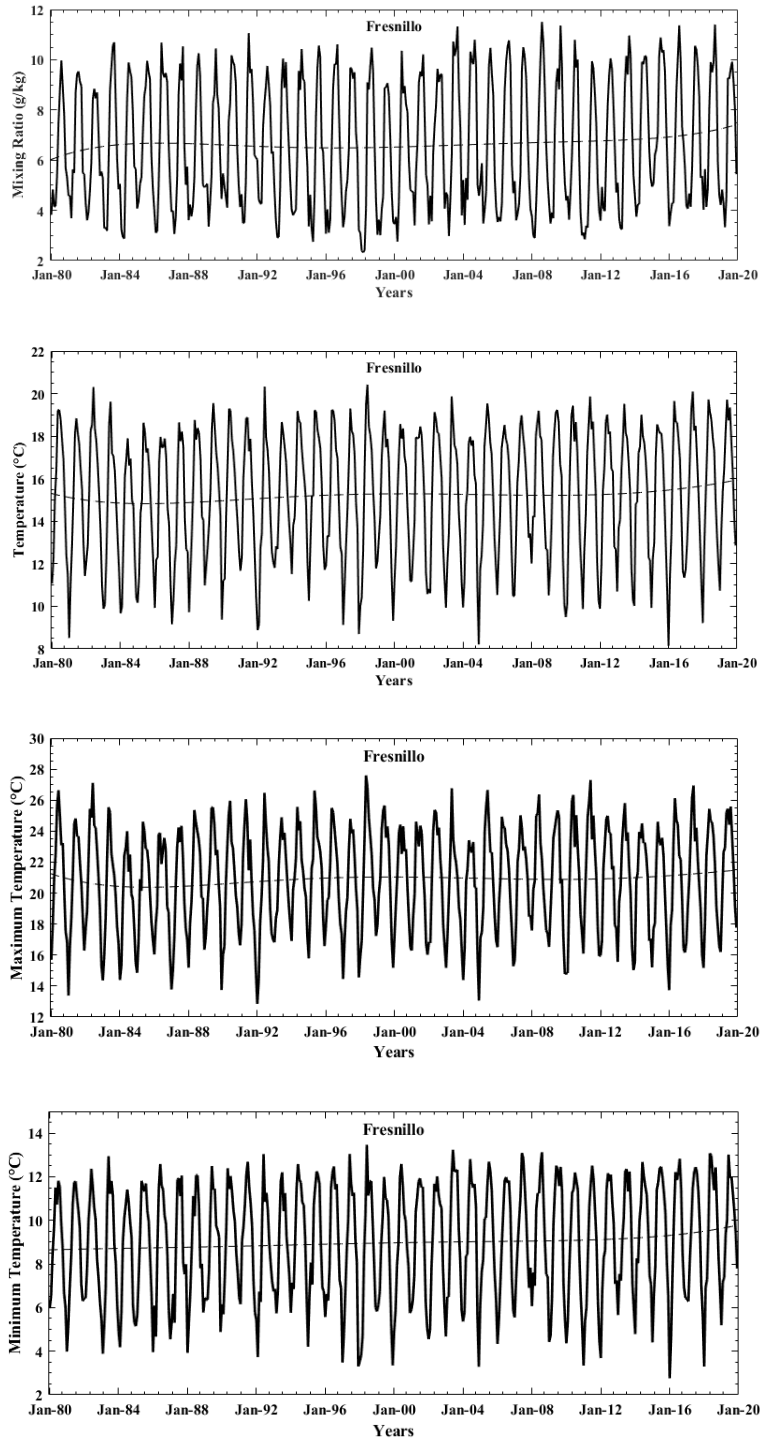 Fresnillo
Mixing Ratio (g/kg)
12
10
8
6
4
2
Jan-80 Jan-84 Jan-88 Jan-92 Jan-96 Jan-00 Jan-04 Jan-08 Jan-12 Jan-16 Jan-20
Years
Fresnillo
Temperature (°C)
22
20
18
16
14
12
10
8
Jan-80 Jan-84 Jan-88 Jan-92 Jan-96 Jan-00 Jan-04 Jan-08 Jan-12 Jan-16 Jan-20
Years
Fresnillo
Maximum Temperature (°C)
30
28
26
24
22
20
18
16
14
12
Jan-80 Jan-84 Jan-88 Jan-92 Jan-96 Jan-00 Jan-04 Jan-08 Jan-12 Jan-16 Jan-20
Years
Fresnillo
Minimum Temperature (°C)
14
12
10
8
6
4
2
Jan-80 Jan-84 Jan-88 Jan-92 Jan-96 Jan-00 Jan-04 Jan-08 Jan-12 Jan-16 Jan-20
Years